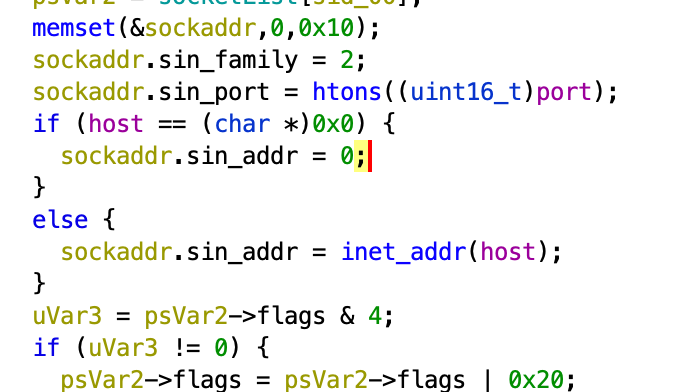 psVar2 = socketList[sid_00];
memset(&sockaddr,0,0x10);
sockaddr.sin_family = 2;
sockaddr.sin_port = htons((uint16_t)port);
if (host == (char *)0x0) {
  sockaddr.sin_addr = 0;
}
else {
  sockaddr.sin_addr = inet_addr(host);
}
uVar3 = psVar2->flags & 4;
if (uVar3 != 0) {
  psVar2->flags = psVar2->flags | 0x20;